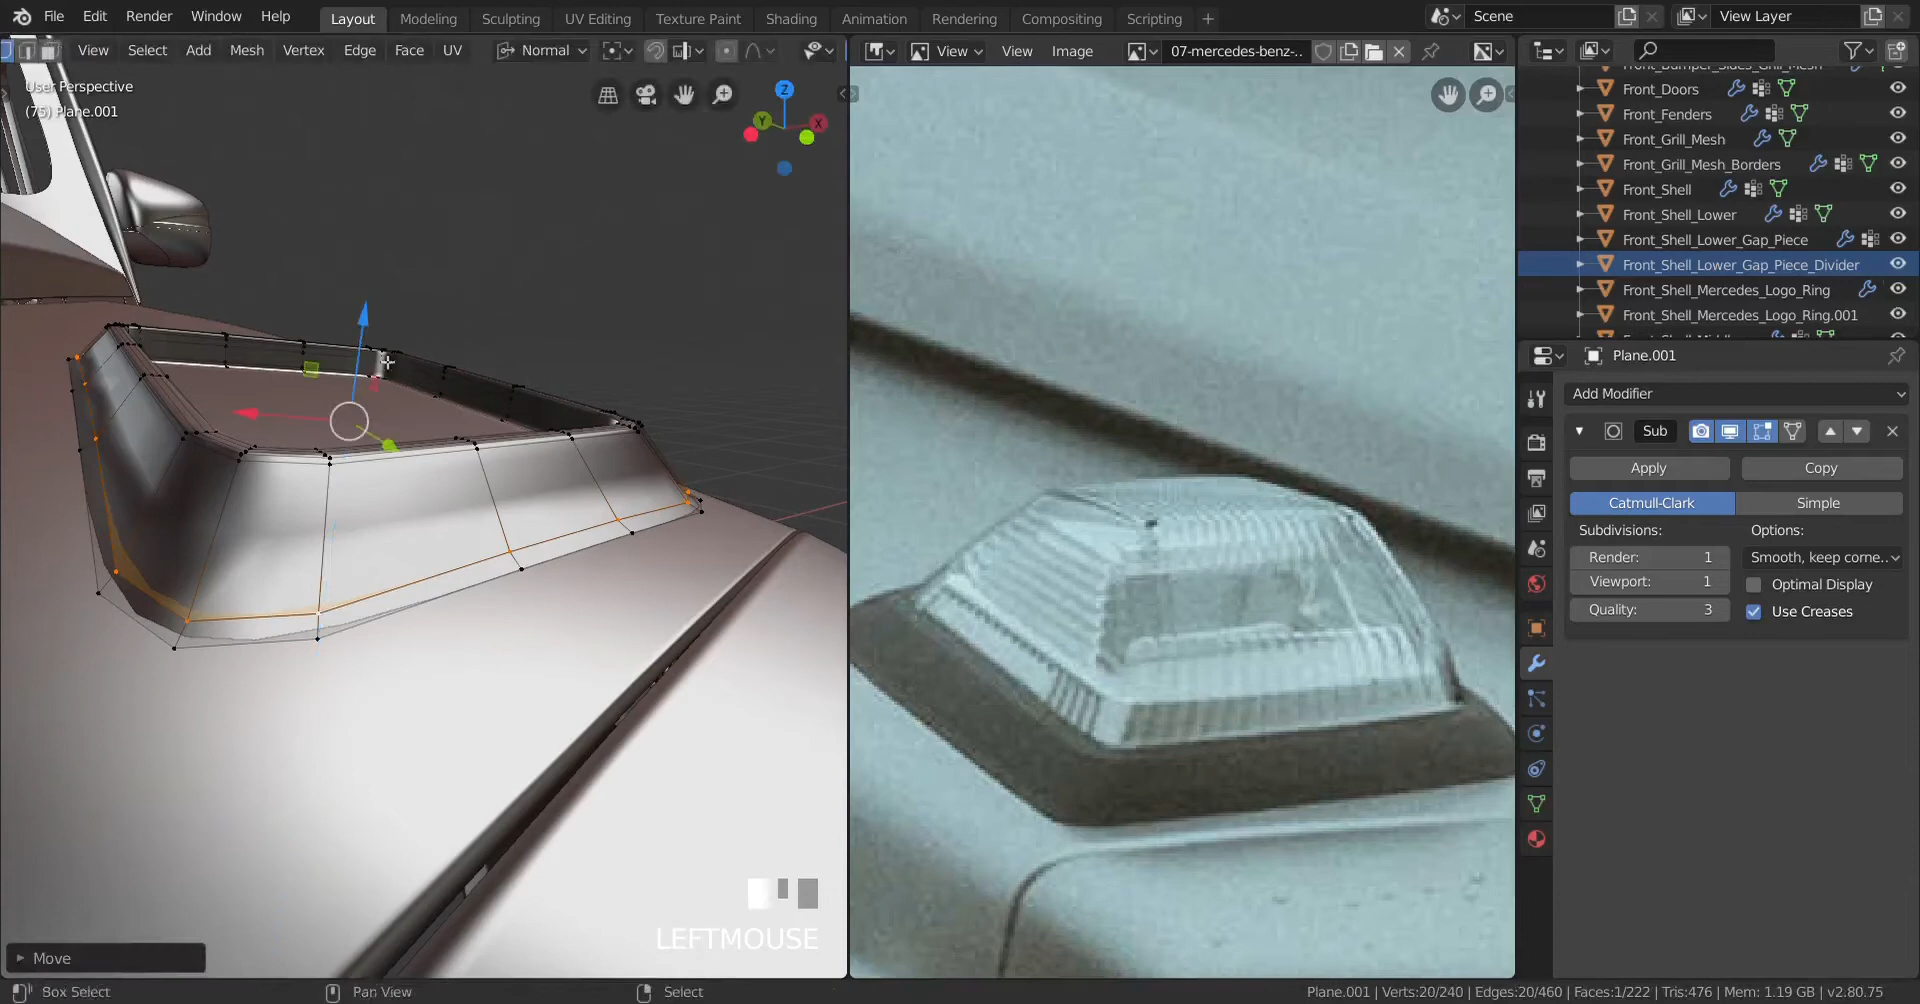 File Edit Render Window Help Layout Modeling Sculpting UV Editing Texture Paint Shading Animation Rendering Compositing Scripting + Scene View Layer
View Select Add Mesh Vertex Edge Face UV Normal View View Image 07-mercedes-benz-..
User Perspective
(75) Plane.001
Z
Y
X
Front_Bumper_Sides_Grill_Mesh
Front_Doors
Front_Fenders
Front_Grill_Mesh
Front_Grill_Mesh_Borders
Front_Shell
Front_Shell_Lower
Front_Shell_Lower_Gap_Piece
Front_Shell_Lower_Gap_Piece_Divider
Front_Shell_Mercedes_Logo_Ring
Front_Shell_Mercedes_Logo_Ring.001
Plane.001
Add Modifier
Sub
Apply Copy
Catmull-Clark Simple
Subdivisions: Options:
Render: 1 Smooth, keep corne..
Viewport: 1 Optimal Display
Quality: 3 Use Creases
LEFTMOUSE
Move
Box Select Pan View Select Plane.001 | Verts:20/240 | Edges:20/460 | Faces:1/222 | Tris:476 | Mem: 1.19 GB | v2.80.75